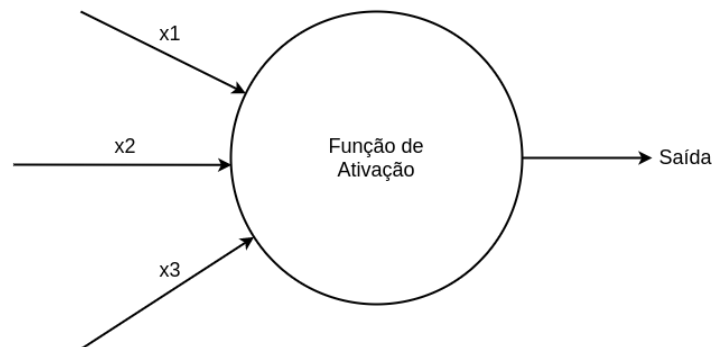 x1
x2
Função de
Ativação
Saída
x3